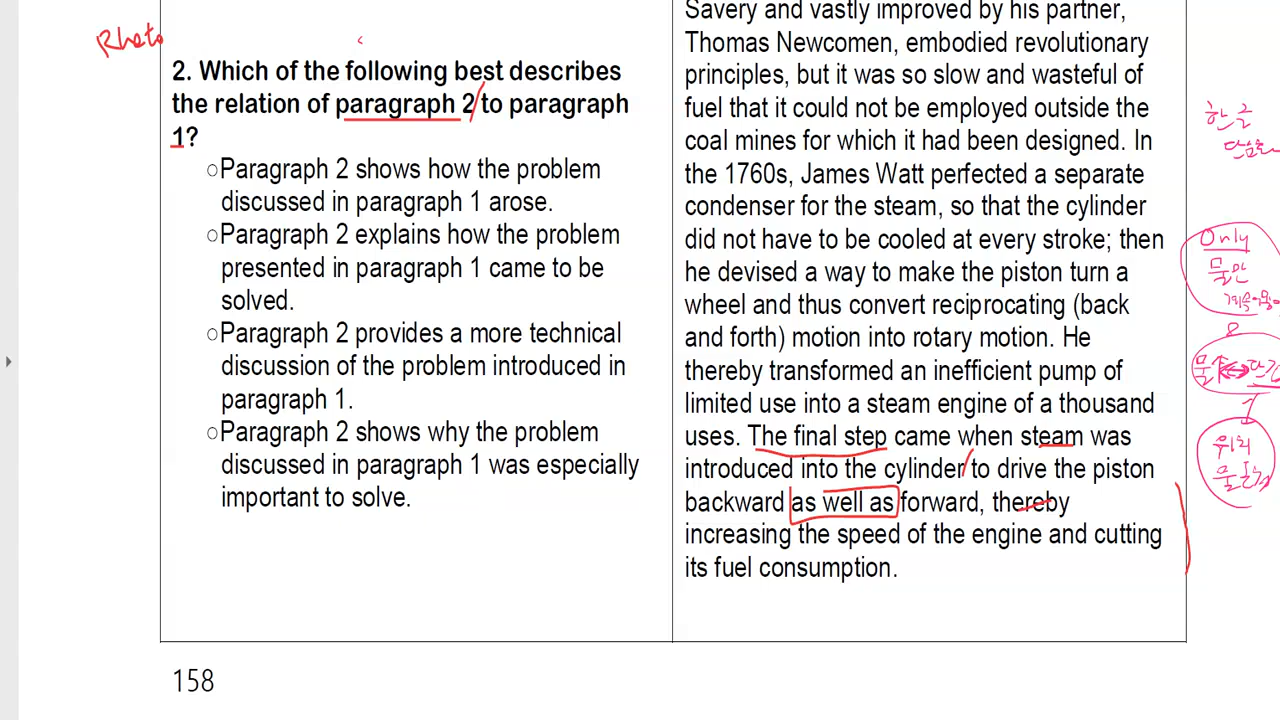 Rheto
2. Which of the following best describes
the relation of paragraph 2 to paragraph
1?
○Paragraph 2 shows how the problem
discussed in paragraph 1 arose.
○Paragraph 2 explains how the problem
presented in paragraph 1 came to be
solved.
○Paragraph 2 provides a more technical
discussion of the problem introduced in
paragraph 1.
○Paragraph 2 shows why the problem
discussed in paragraph 1 was especially
important to solve.
Savery and vastly improved by his partner,
Thomas Newcomen, embodied revolutionary
principles, but it was so slow and wasteful of
fuel that it could not be employed outside the
coal mines for which it had been designed. In
the 1760s, James Watt perfected a separate
condenser for the steam, so that the cylinder
did not have to be cooled at every stroke; then
he devised a way to make the piston turn a
wheel and thus convert reciprocating (back
and forth) motion into rotary motion. He
thereby transformed an inefficient pump of
limited use into a steam engine of a thousand
uses. The final step came when steam was
introduced into the cylinder to drive the piston
backward as well as forward, thereby
increasing the speed of the engine and cutting
its fuel consumption.
한글
Only
물만
158